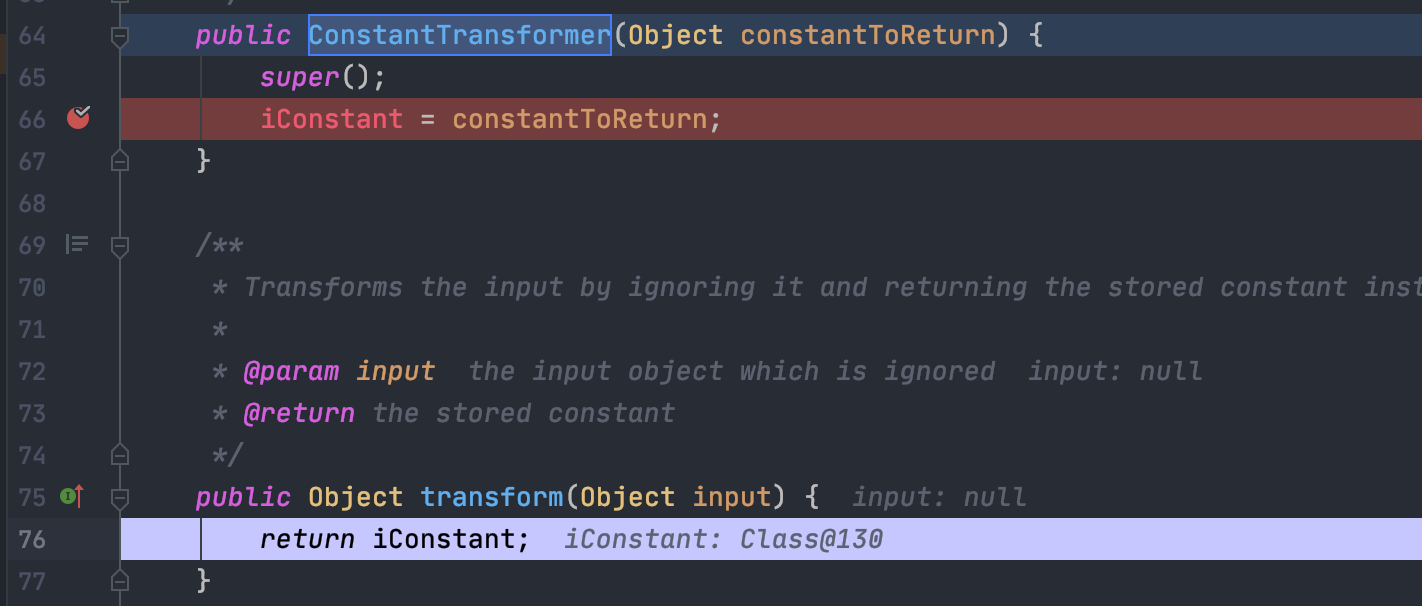 64 public ConstantTransformer(Object constantToReturn) {
65 super();
66 iConstant = constantToReturn;
67 }
68
69 /**
70 * Transforms the input by ignoring it and returning the stored constant inst
71 *
72 * @param input the input object which is ignored input: null
73 * @return the stored constant
74 */
75 public Object transform(Object input) { input: null
76 return iConstant; iConstant: Class@130
77 }